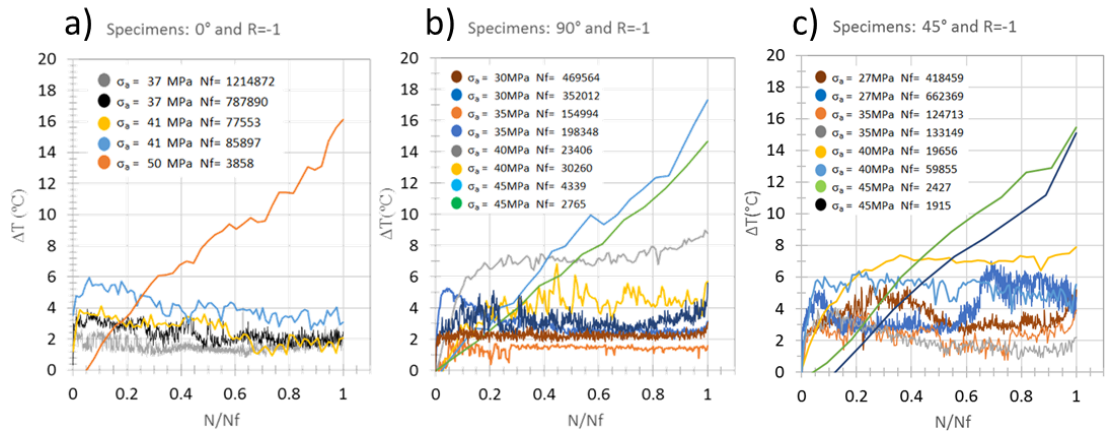 a) Specimens: 0° and R=-1
ΔT (ºC)
20
18
16
14
12
10
8
6
4
2
0
σa = 37 MPa Nf= 1214872
σa = 37 MPa Nf= 787890
σa = 41 MPa Nf= 77553
σa = 41 MPa Nf= 85897
σa = 50 MPa Nf= 3858
0 0.2 0.4 0.6 0.8 1
N/Nf
b) Specimens: 90° and R=-1
ΔT (ºC)
20
18
16
14
12
10
8
6
4
2
0
σa = 30MPa Nf= 469564
σa = 30MPa Nf= 352012
σa = 35MPa Nf= 154994
σa = 35MPa Nf= 198348
σa = 40MPa Nf= 23406
σa = 40MPa Nf= 30260
σa = 45MPa Nf= 4339
σa = 45MPa Nf= 2765
0 0.2 0.4 0.6 0.8 1
N/Nf
c) Specimens: 45° and R=-1
ΔT(°C)
20
18
16
14
12
10
8
6
4
2
0
σa = 27MPa Nf= 418459
σa = 27MPa Nf= 662369
σa = 35MPa Nf= 124713
σa = 35MPa Nf= 133149
σa = 40MPa Nf= 19656
σa = 40MPa Nf= 59855
σa = 45MPa Nf= 2427
σa = 45MPa Nf= 1915
0 0.2 0.4 0.6 0.8 1
N/Nf